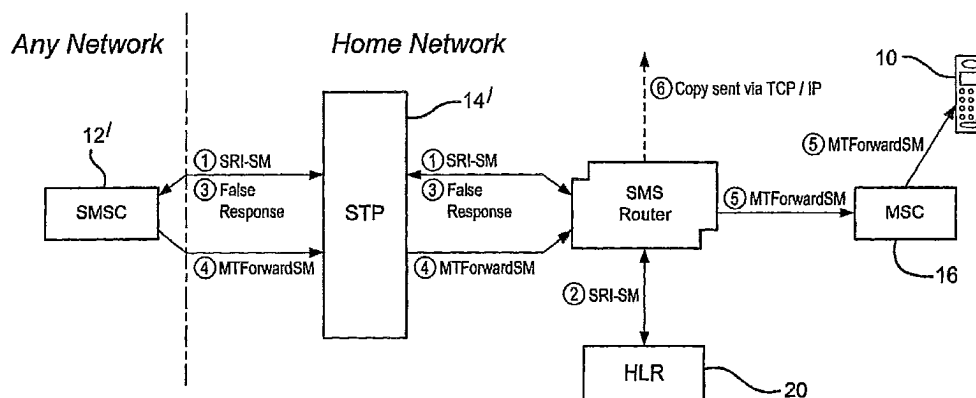 Any Network
Home Network
10
14'
⑥ Copy sent via TCP / IP
⑤ MTForwardSM
12'
① SRI-SM
③ False
Response
① SRI-SM
③ False
Response
SMSC
STP
SMS
Router
⑤ MTForwardSM
MSC
④ MTForwardSM
④ MTForwardSM
16
② SRI-SM
HLR
20